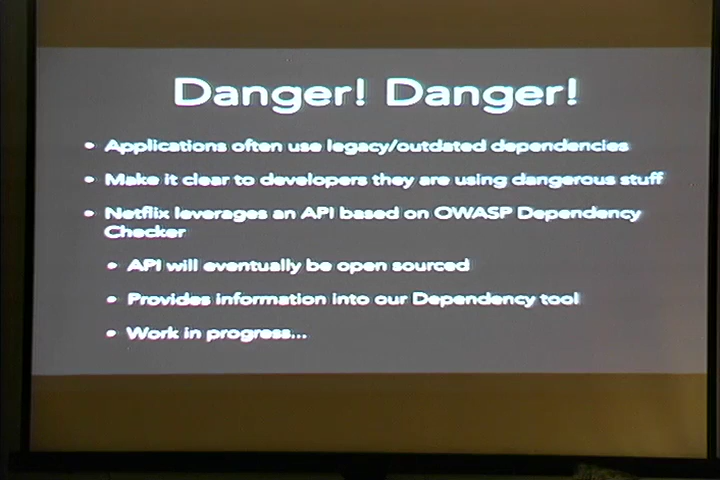 Danger! Danger!
• Applications often use legacy/outdated dependencies
• Make it clear to developers they are using dangerous stuff
• Netflix leverages an API based on OWASP Dependency
Checker
• API will eventually be open sourced
• Provides information into our Dependency tool
• Work in progress...